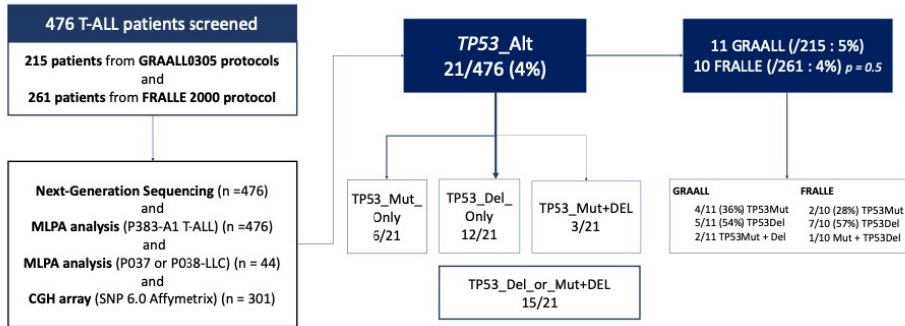 476 T-ALL patients screened
215 patients from GRAALL0305 protocols
and
261 patients from FRALLE 2000 protocol
Next-Generation Sequencing (n =476)
and
MLPA analysis (P383-A1 T-ALL) (n =476)
and
MLPA analysis (P037 or P038-LLC) (n = 44)
and
CGH array (SNP 6.0 Affymetrix) (n = 301)
TP53_Alt
21/476 (4%)
TP53_Mut_
Only
6/21
TP53_Del_
Only
12/21
TP53_Mut+DEL
3/21
TP53_Del_or_Mut+DEL
15/21
11 GRAALL (/215 : 5%)
10 FRALLE (/261 : 4%) p = 0.5
GRAALL
4/11 (36%) TP53Mut
5/11 (54%) TP53Del
2/11 TP53Mut + Del
FRALLE
2/10 (28%) TP53Mut
7/10 (57%) TP53Del
1/10 Mut + TP53Del